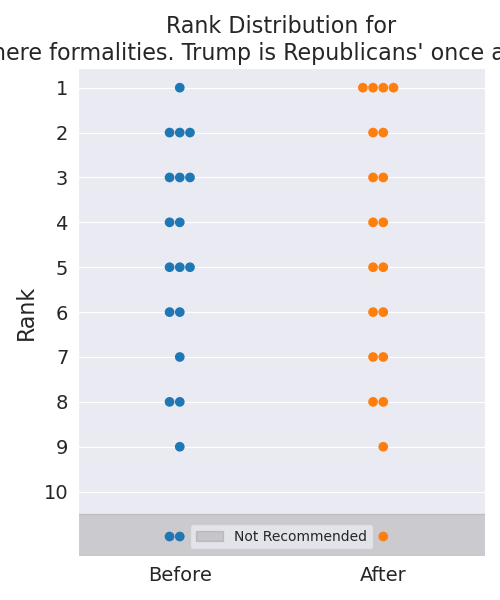 Rank Distribution for
formalities. Trump is Republicans' once
1
2
3
4
5
6
7
8
9
10
Rank
Not Recommended
Before
After